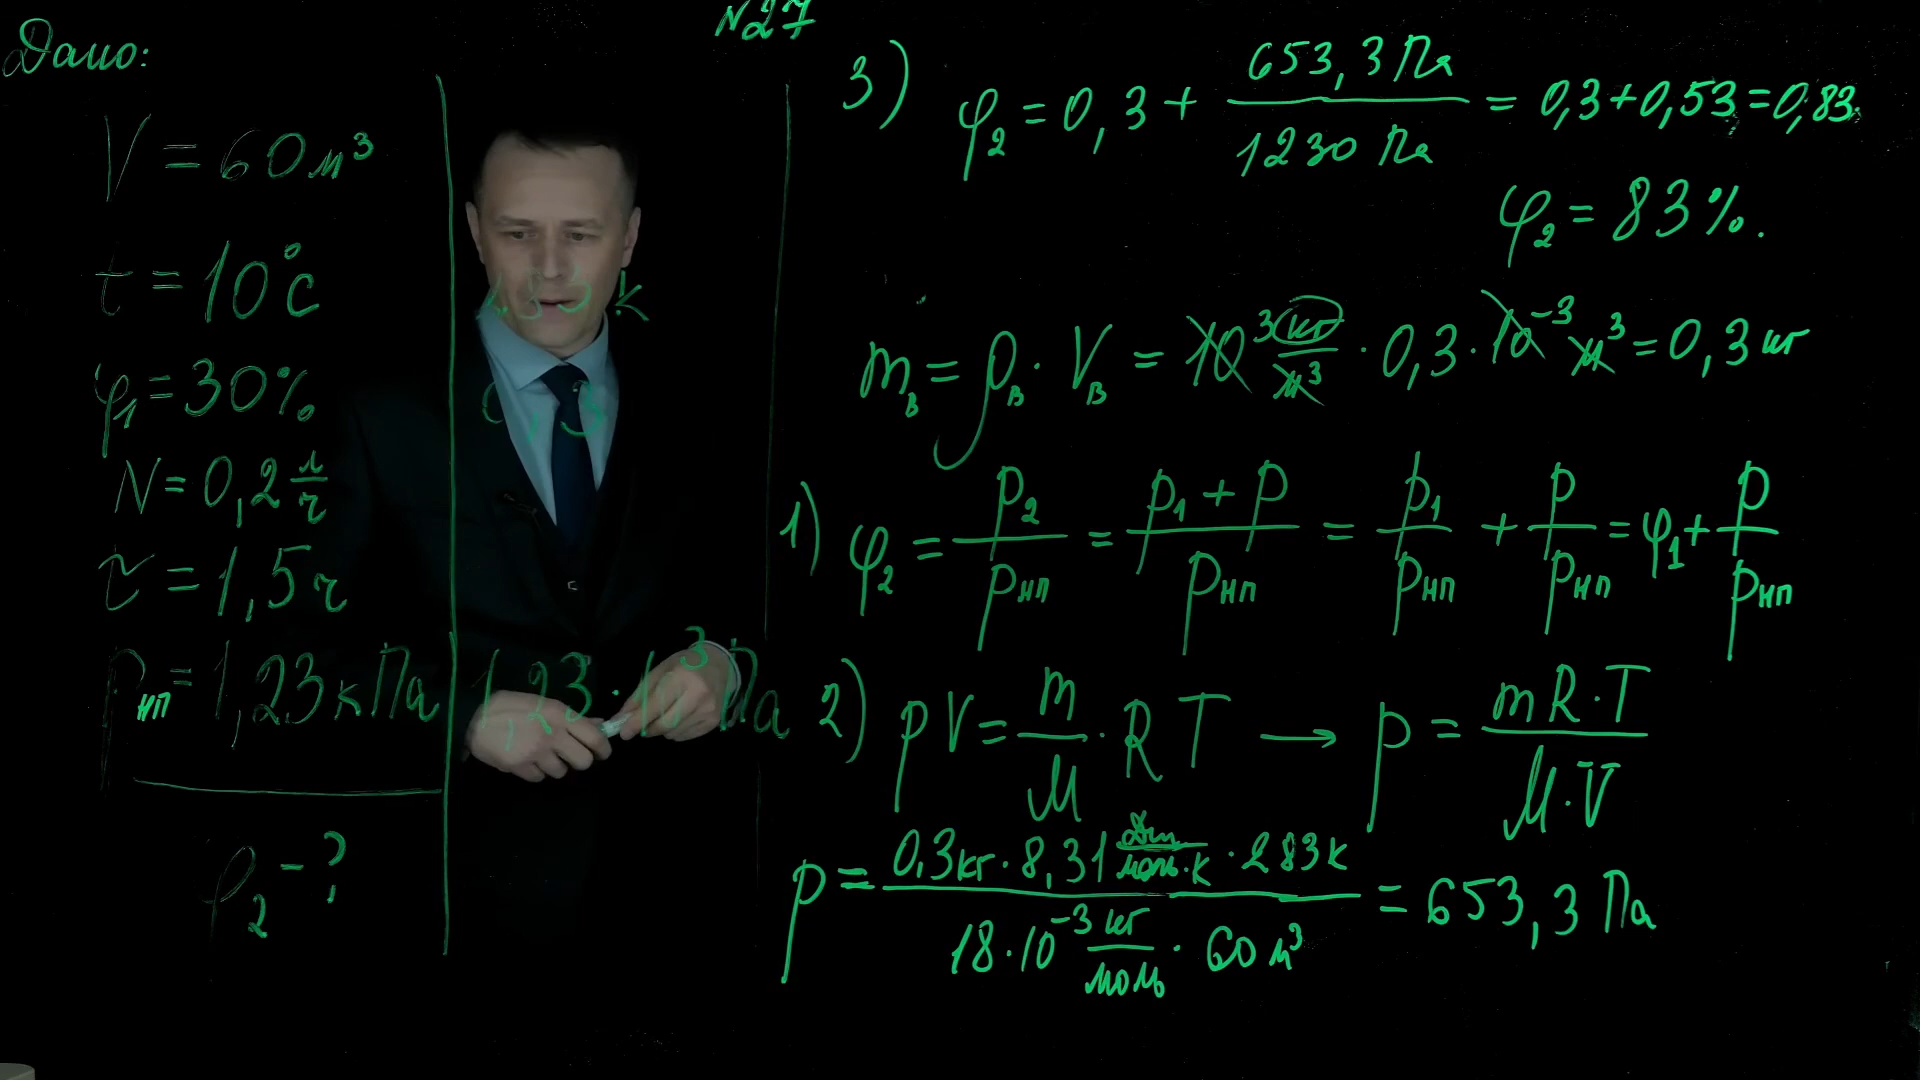 N27
Дано:
V = 60 м³
t = 10°C
283 K
φ₁ = 30%
0,3
N = 0,2 л/ч
τ = 1,5 ч
pнп = 1,23 кПа
1,23 · 10³ Па
φ₂ - ?
3) φ₂ = 0,3 + 653,3 Па / 1230 Па = 0,3 + 0,53 = 0,83.
φ₂ = 83%.
mв = ρв · Vв = 10³ кг/м³ · 0,3 · 10⁻³ м³ = 0,3 кг
1) φ₂ = p₂/pнп = (p₁ + p)/pнп = p₁/pнп + p/pнп = φ₁ + p/pнп
2) pV = m/M · RT → p = mR·T / M·V
p = 0,3 кг · 8,31 Дж/моль·К · 283 К / 18 · 10⁻³ кг/моль · 60 м³ = 653,3 Па